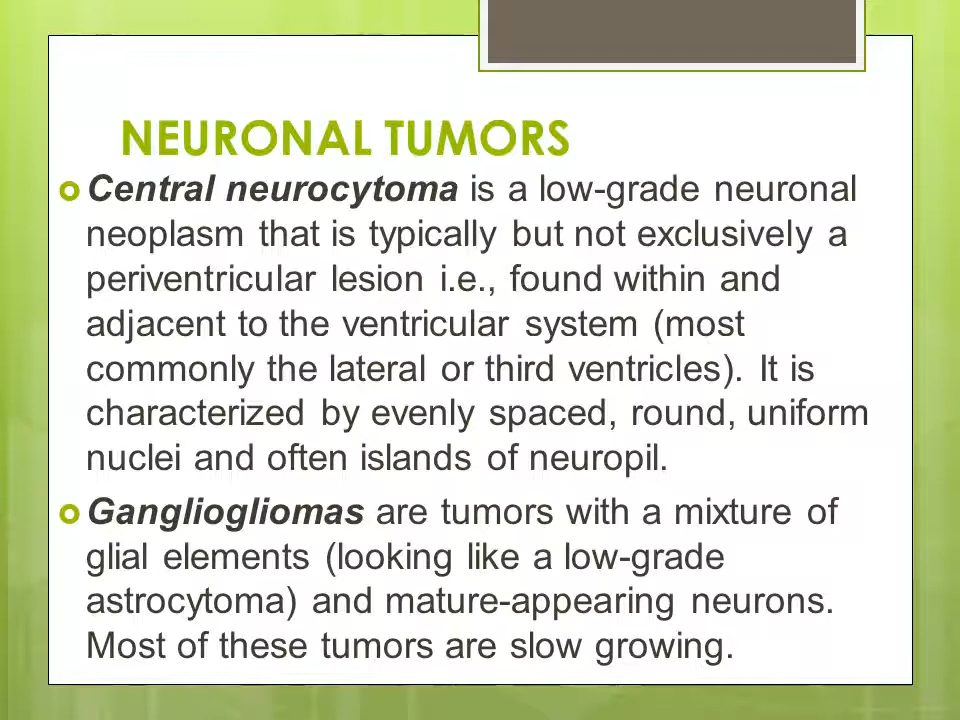 NEURONAL TUMORS
Central neurocytoma is a low-grade neuronal
neoplasm that is typically but not exclusively a
periventricular lesion i.e., found within and
adjacent to the ventricular system (most
commonly the lateral or third ventricles). It is
characterized by evenly spaced, round, uniform
nuclei and often islands of neuropil.
Gangliogliomas are tumors with a mixture of
glial elements (looking like a low-grade
astrocytoma) and mature-appearing neurons.
Most of these tumors are slow growing.